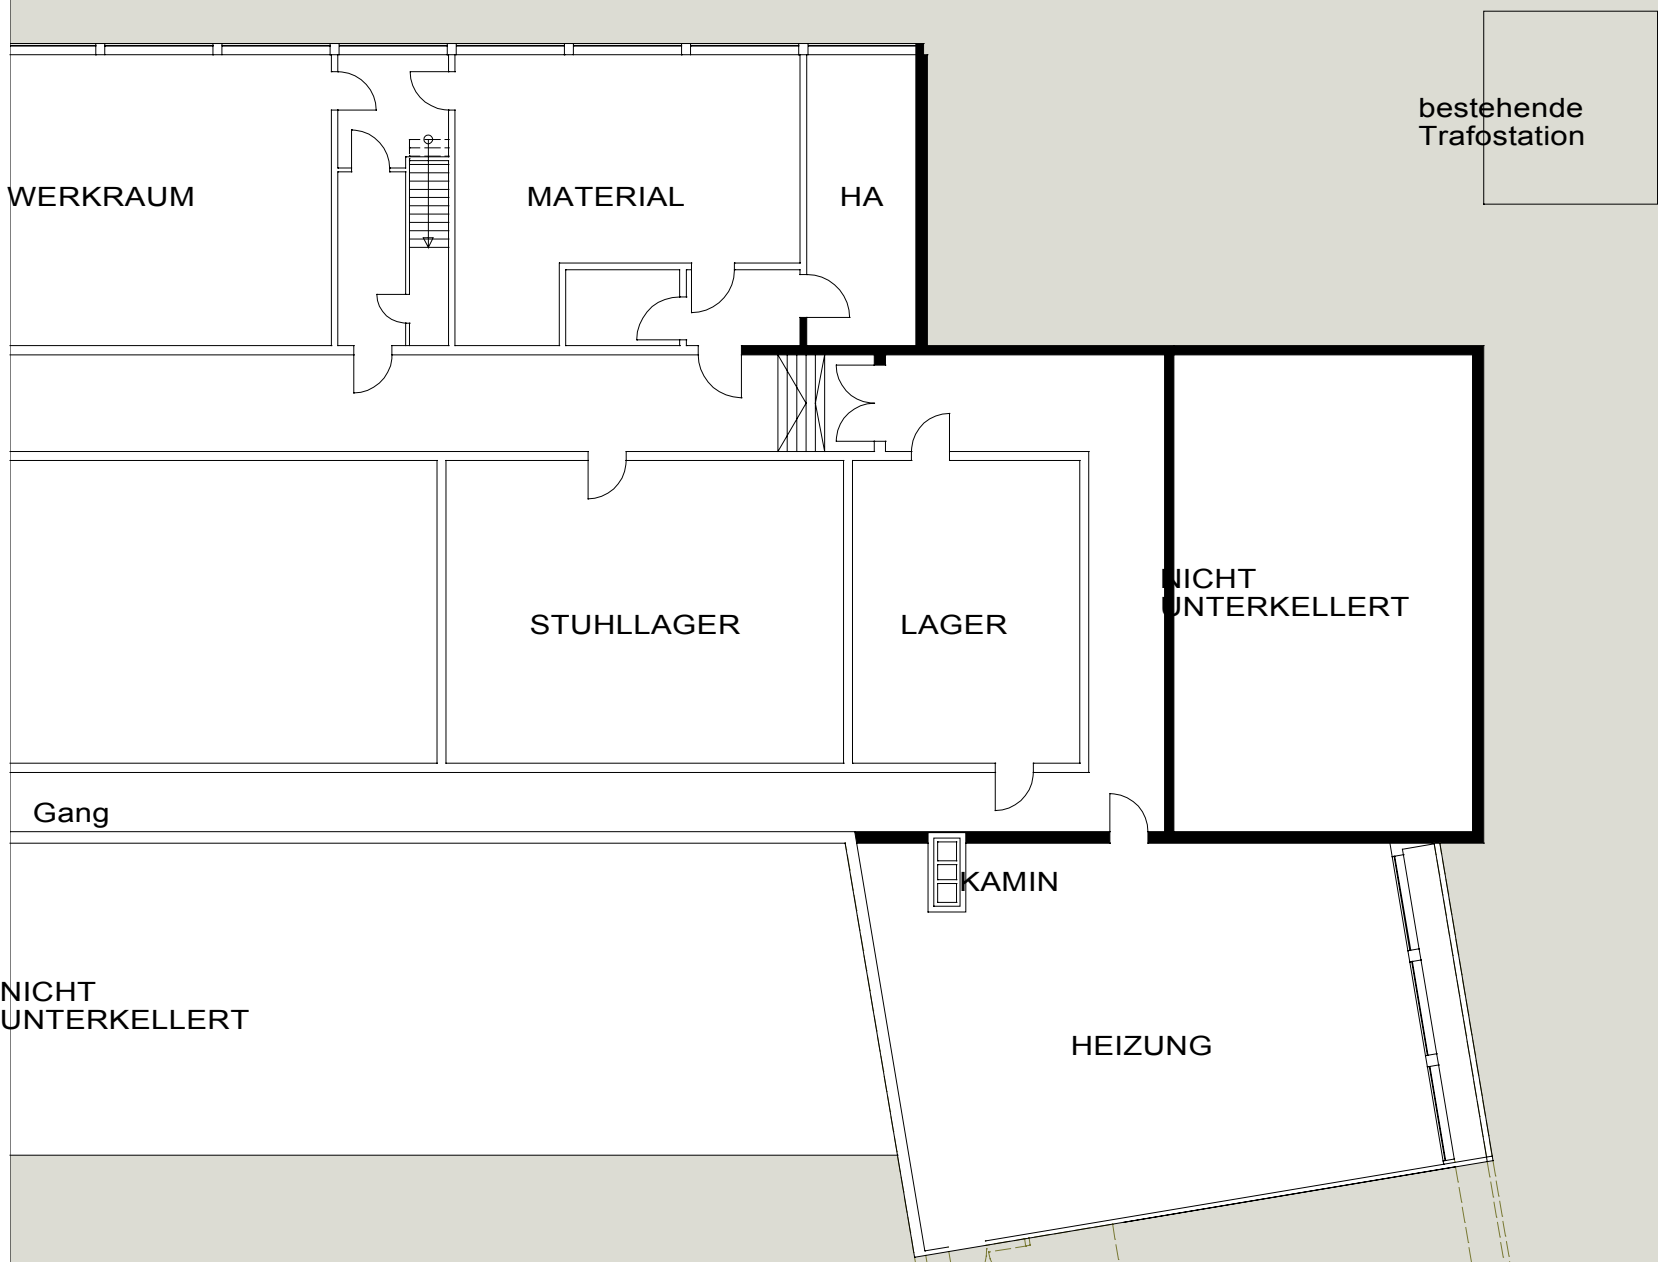 bestehende
Trafostation
WERKRAUM
MATERIAL
HA
NICHT
UNTERKELLERT
STUHLLAGER
LAGER
Gang
KAMIN
NICHT
UNTERKELLERT
HEIZUNG